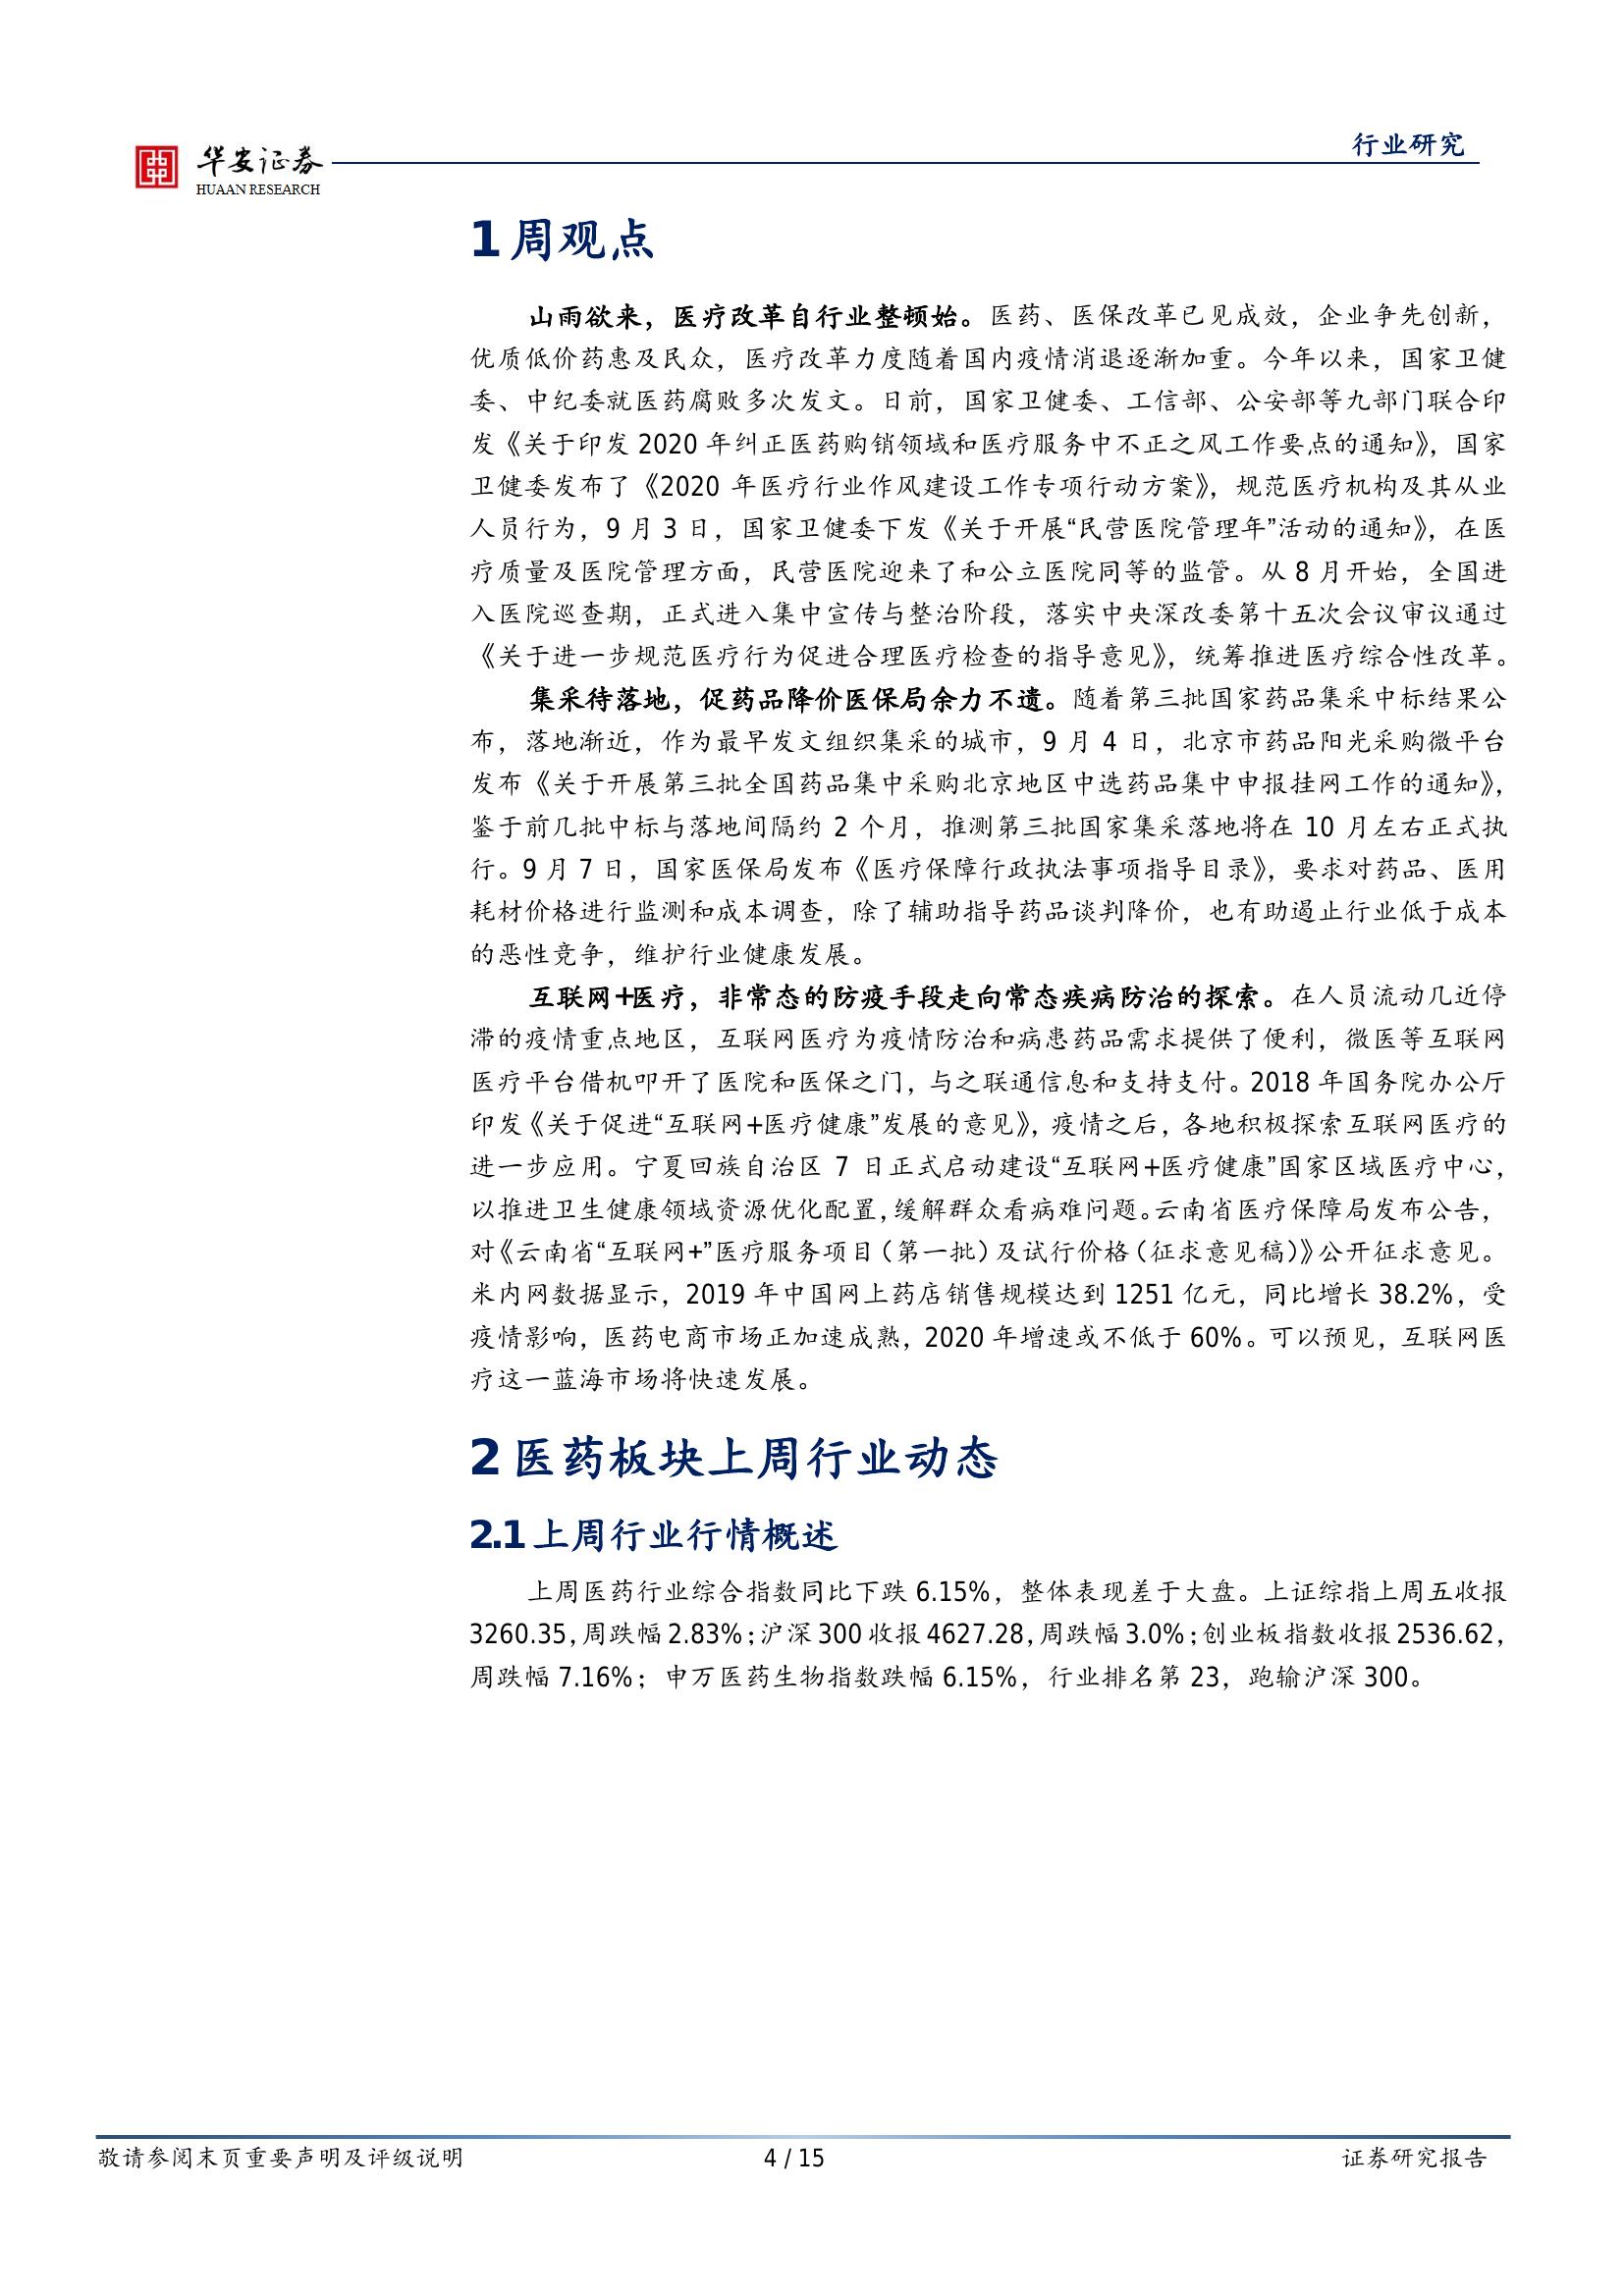 华安证券
HUAAN RESEARCH
行业研究
1 周观点
山雨欲来，医疗改革自行业整顿始。医药、医保改革已见成效，企业争先创新，
优质低价药惠及民众，医疗改革力度随着国内疫情消退逐渐加重。今年以来，国家卫健
委、中纪委就医药腐败多次发文。日前，国家卫健委、工信部、公安部等九部门联合印
发《关于印发 2020 年纠正医药购销领域和医疗服务中不正之风工作要点的通知》，国家
卫健委发布了《2020 年医疗行业作风建设工作专项行动方案》，规范医疗机构及其从业
人员行为，9 月 3 日，国家卫健委下发《关于开展“民营医院管理年”活动的通知》，在医
疗质量及医院管理方面，民营医院迎来了和公立医院同等的监管。从 8 月开始，全国进
入医院巡查期，正式进入集中宣传与整治阶段，落实中央深改委第十五次会议审议通过
《关于进一步规范医疗行为促进合理医疗检查的指导意见》，统筹推进医疗综合性改革。
集采待落地，促药品降价医保局余力不遗。随着第三批国家药品集采中标结果公
布，落地渐近，作为最早发文组织集采的城市，9 月 4 日，北京市药品阳光采购微平台
发布《关于开展第三批全国药品集中采购北京地区中选药品集中申报挂网工作的通知》，
鉴于前几批中标与落地间隔约 2 个月，推测第三批国家集采落地将在 10 月左右正式执
行。9 月 7 日，国家医保局发布《医疗保障行政执法事项指导目录》，要求对药品、医用
耗材价格进行监测和成本调查，除了辅助指导药品谈判降价，也有助遏止行业低于成本
的恶性竞争，维护行业健康发展。
互联网+医疗，非常态的防疫手段走向常态疾病防治的探索。在人员流动几近停
滞的疫情重点地区，互联网医疗为疫情防治和病患药品需求提供了便利，微医等互联网
医疗平台借机叩开了医院和医保之门，与之联通信息和支持支付。2018 年国务院办公厅
印发《关于促进“互联网+医疗健康”发展的意见》，疫情之后，各地积极探索互联网医疗的
进一步应用。宁夏回族自治区 7 日正式启动建设“互联网+医疗健康”国家区域医疗中心，
以推进卫生健康领域资源优化配置，缓解群众看病难问题。云南省医疗保障局发布公告，
对《云南省“互联网+”医疗服务项目（第一批）及试行价格（征求意见稿）》公开征求意见。
米内网数据显示，2019 年中国网上药店销售规模达到 1251 亿元，同比增长 38.2%，受
疫情影响，医药电商市场正加速成熟，2020 年增速或不低于 60%。可以预见，互联网医
疗这一蓝海市场将快速发展。
2 医药板块上周行业动态
2.1 上周行业行情概述
上周医药行业综合指数同比下跌 6.15%，整体表现差于大盘。上证综指上周五收报
3260.35，周跌幅 2.83%；沪深 300 收报 4627.28，周跌幅 3.0%；创业板指数收报 2536.62，
周跌幅 7.16%；申万医药生物指数跌幅 6.15%，行业排名第 23，跑输沪深 300。
敬请参阅末页重要声明及评级说明
4 / 15
证券研究报告